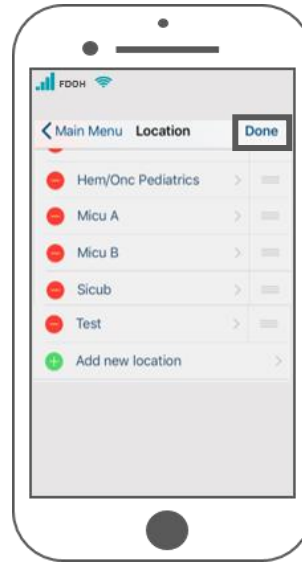 FDOH
Main Menu Location Done
Hem/Onc Pediatrics
Micu A
Micu B
Sicub
Test
Add new location